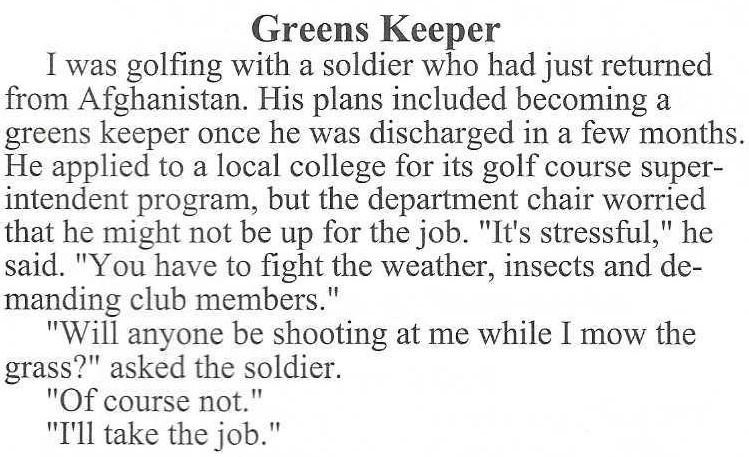 Greens Keeper
I was golfing with a soldier who had just returned
from Afghanistan. His plans included becoming a
greens keeper once he was discharged in a few months.
He applied to a local college for its golf course super-
intendent program, but the department chair worried
that he might not be up for the job. "It's stressful," he
said. "You have to fight the weather, insects and de-
manding club members."
"Will anyone be shooting at me while I mow the
grass?" asked the soldier.
"Of course not."
"I'll take the job."